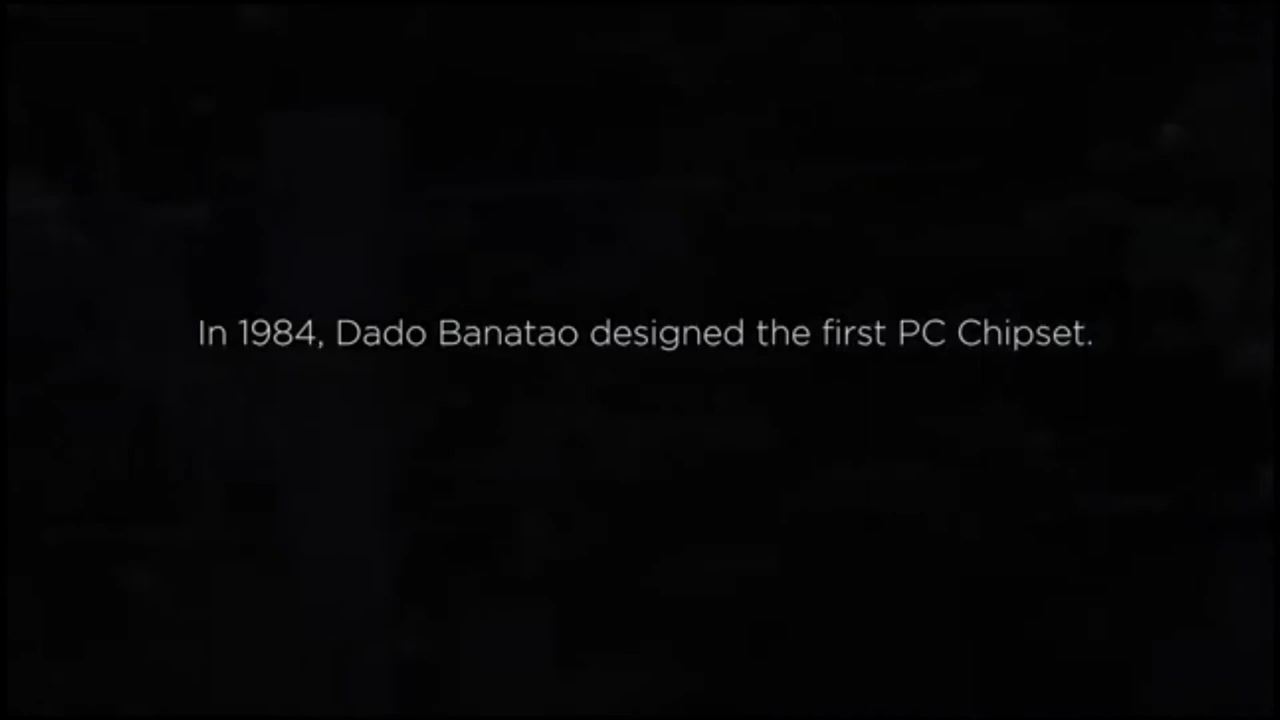 In 1984, Dado Banatao designed the first PC Chipset.